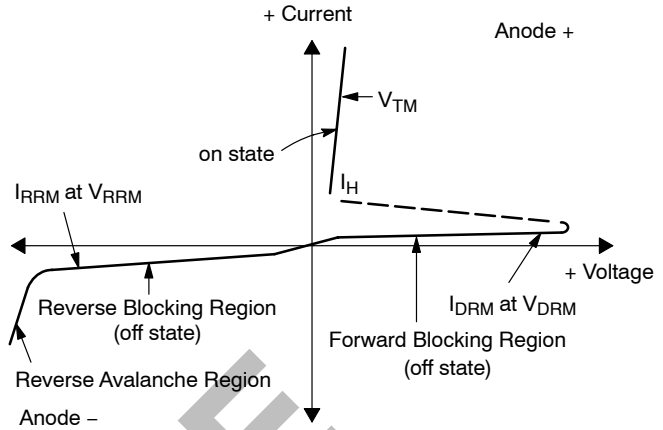 + Current
Anode +
VTM
on state
IH
IRRM at VRRM
+ Voltage
Reverse Blocking Region
(off state)
IDRM at VDRM
Forward Blocking Region
(off state)
Reverse Avalanche Region
Anode −